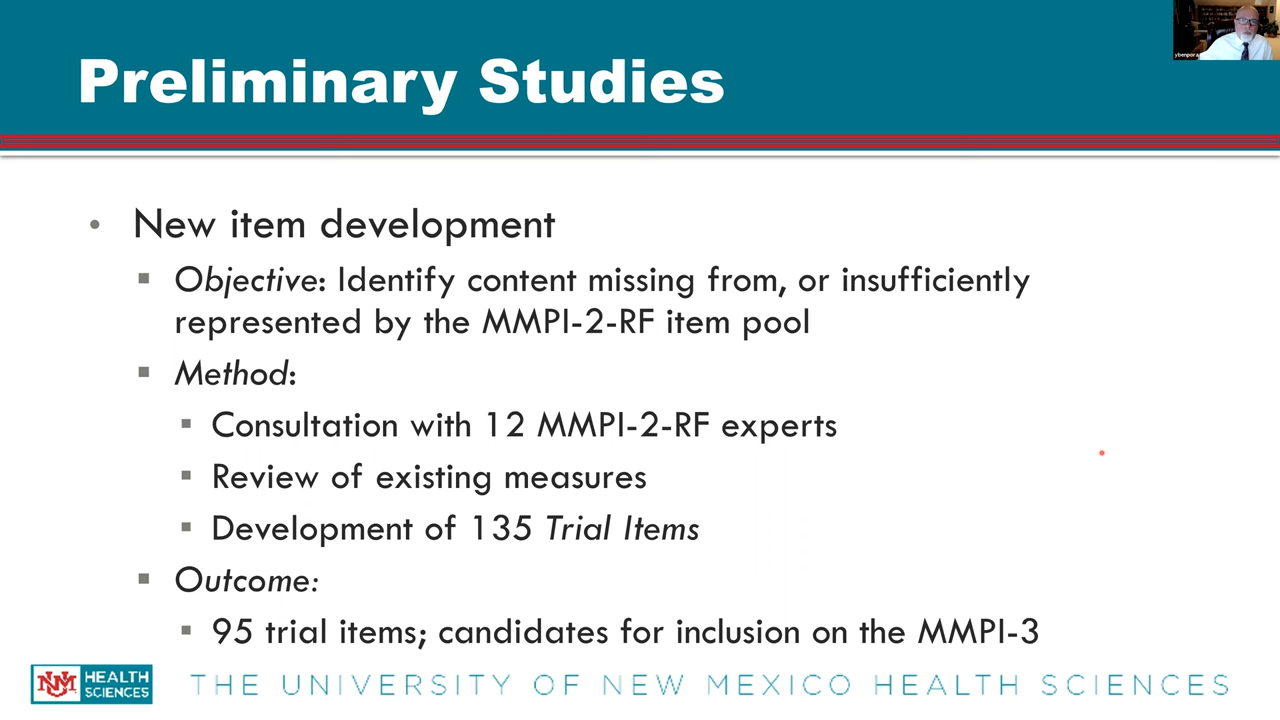 ybenpora
Preliminary Studies
• New item development
▪ Objective: Identify content missing from, or insufficiently
represented by the MMPI-2-RF item pool
▪ Method:
▪ Consultation with 12 MMPI-2-RF experts
▪ Review of existing measures
▪ Development of 135 Trial Items
▪ Outcome:
▪ 95 trial items; candidates for inclusion on the MMPI-3
UNM HEALTH
SCIENCES
THE UNIVERSITY OF NEW MEXICO HEALTH SCIENCES